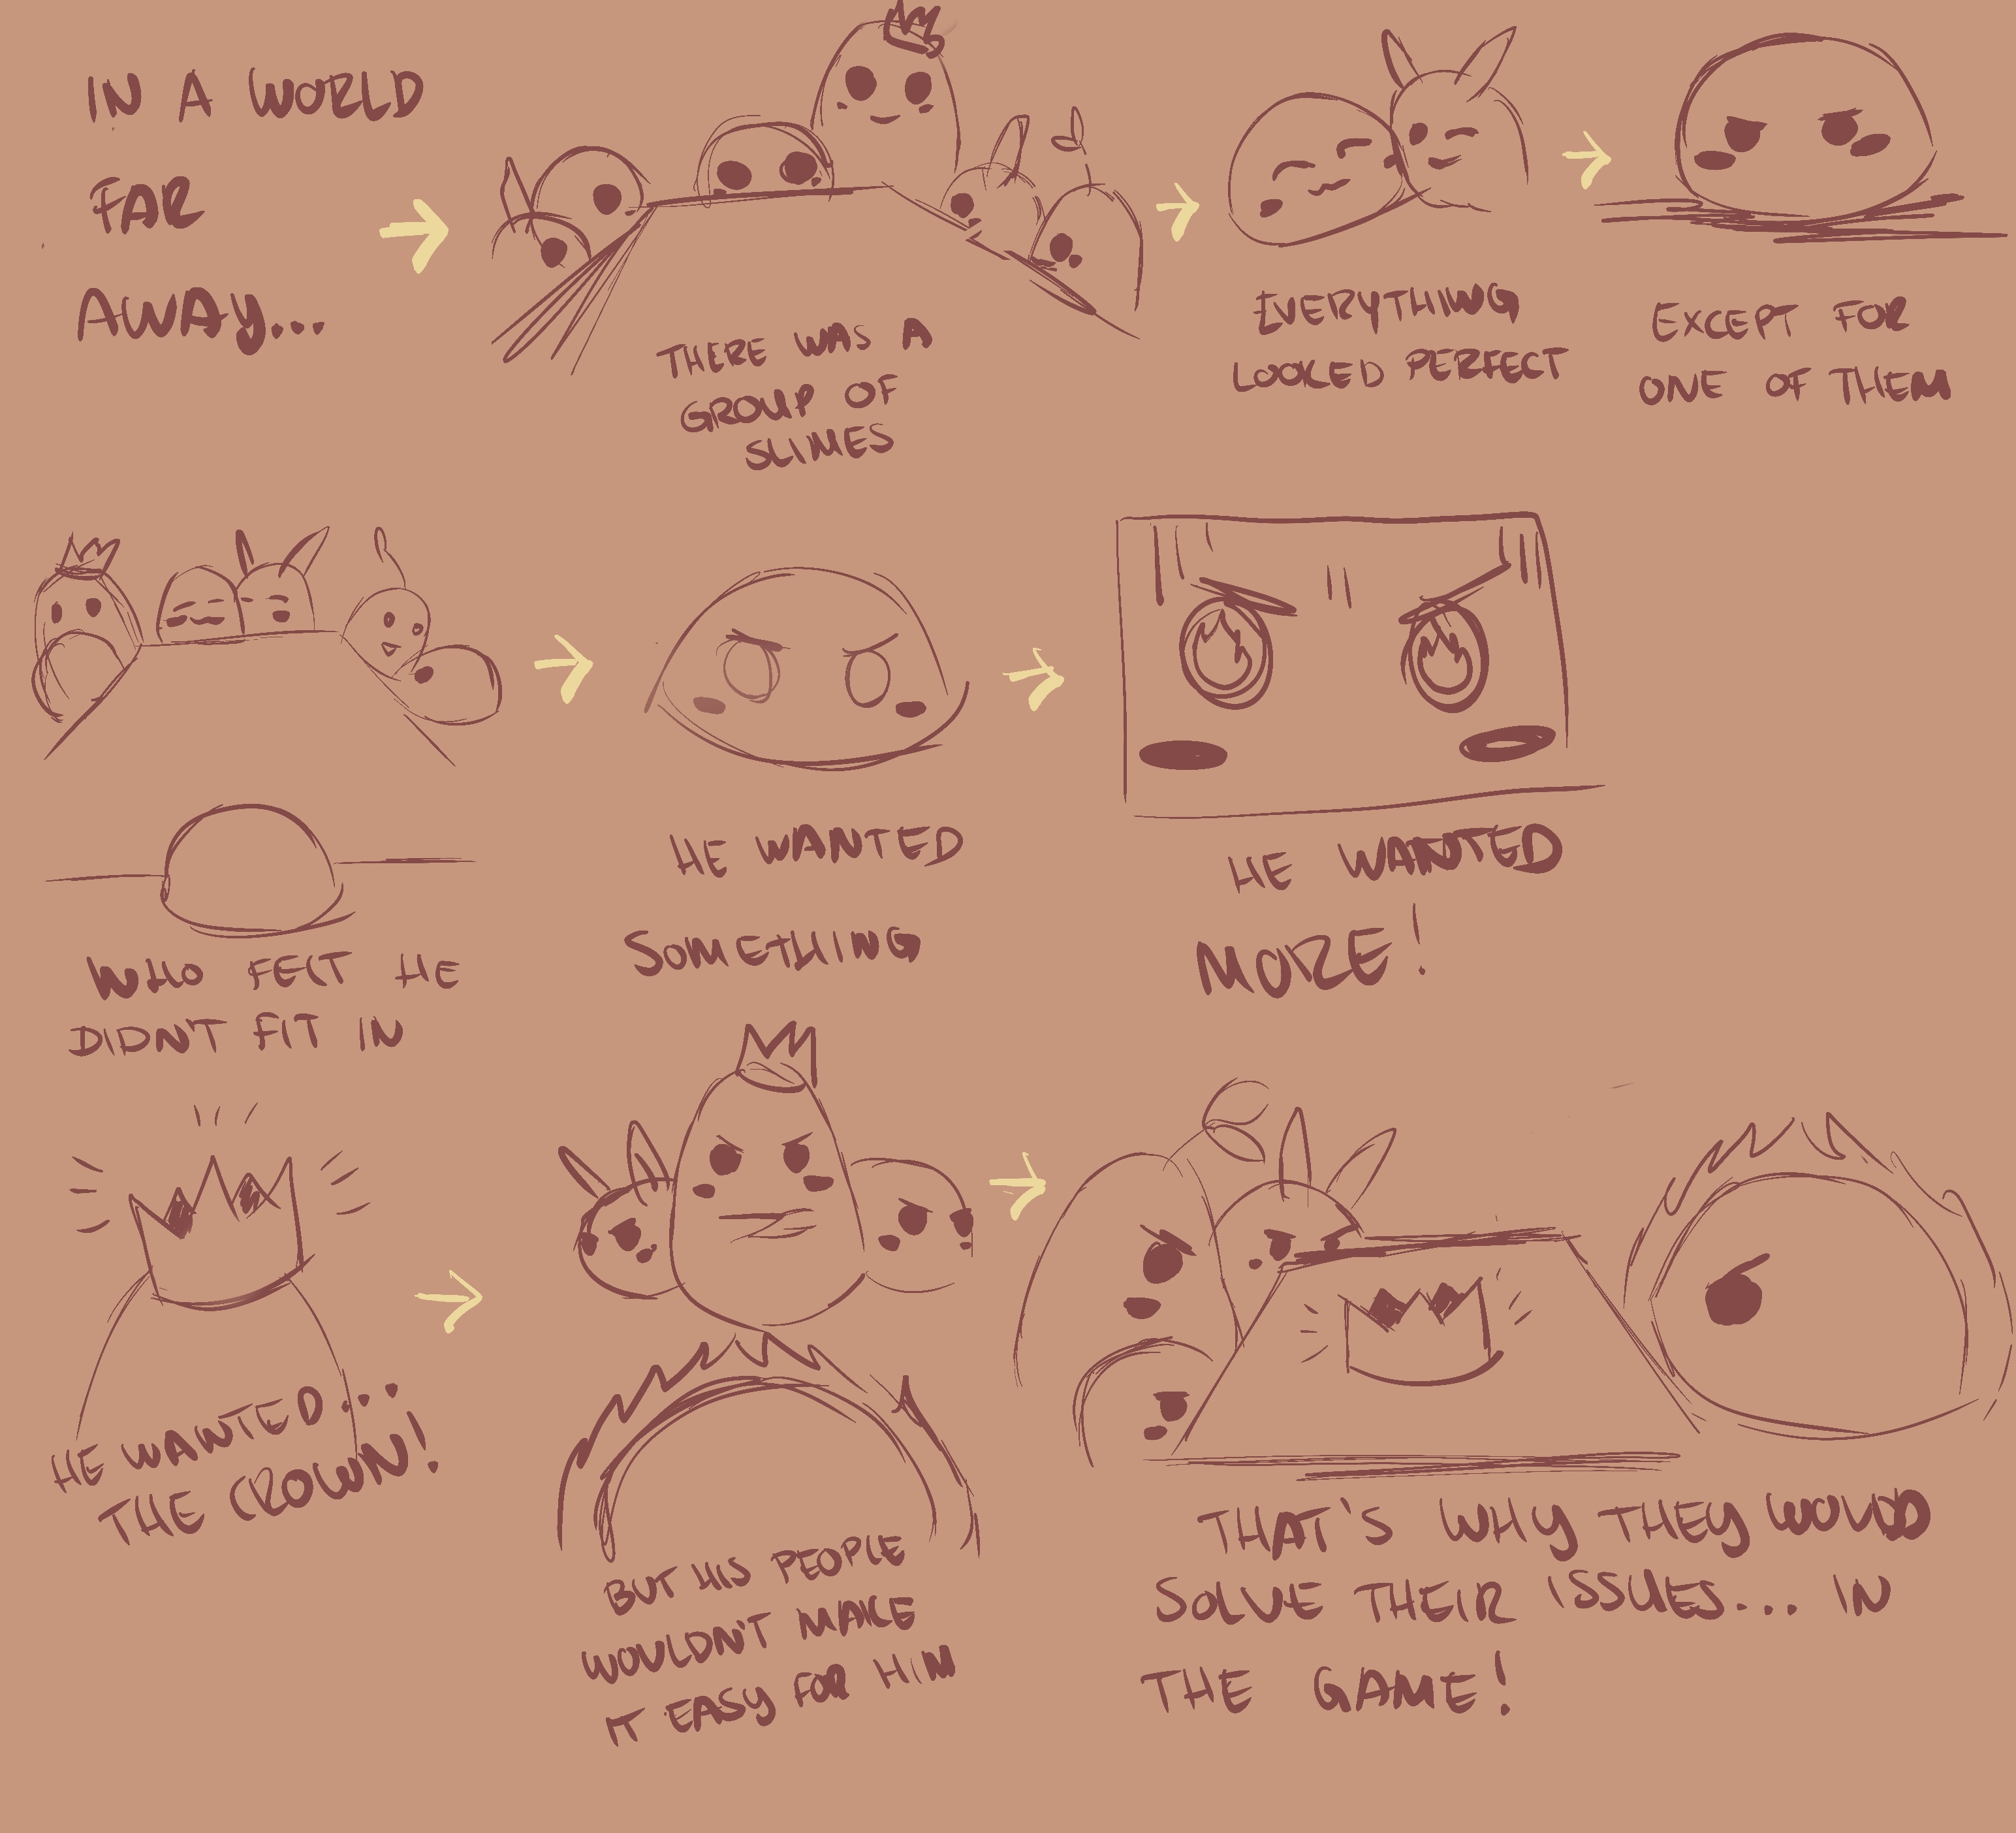 IN A WORLD
FAR
AWAY...
THERE WAS A
GROUP OF
SLIMES
EVERYTHING
LOOKED PERFECT
EXCEPT FOR
ONE OF THEM
WHO FELT HE
DIDN'T FIT IN
HE WANTED
SOMETHING
HE WANTED
MORE!
HE WANTED...
THE CROWN!
BUT HIS PEOPLE
WOULDN'T MAKE
IT EASY FOR HIM
THAT'S WHY THEY WOULD
SOLVE THEIR ISSUES... IN
THE GAME!